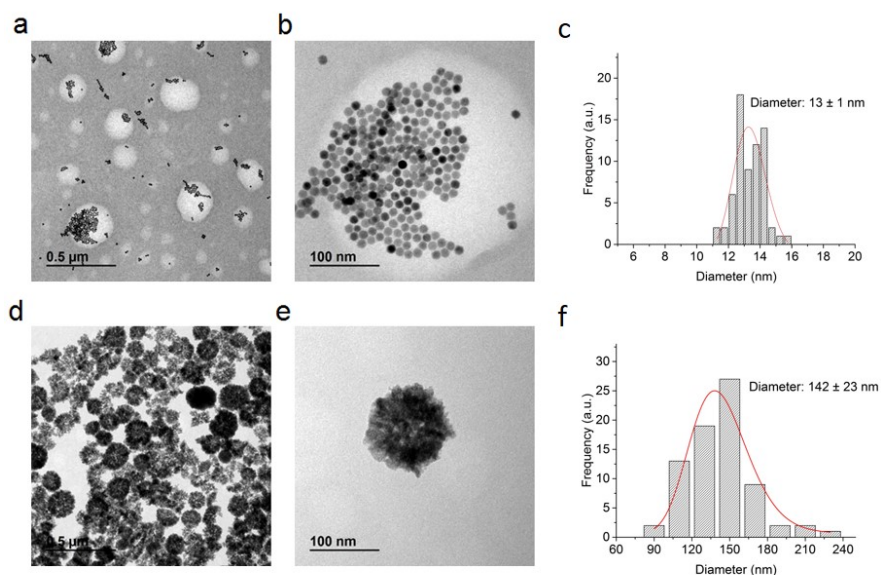 a
0.5 µm
b
100 nm
c
Frequency (a.u.)
20
15
10
5
0
Diameter: 13 ± 1 nm
6 8 10 12 14 16 18 20
Diameter (nm)
d
0.5 µm
e
100 nm
f
Frequency (a.u.)
30
25
20
15
10
5
0
Diameter: 142 ± 23 nm
60 90 120 150 180 210 240
Diameter (nm)